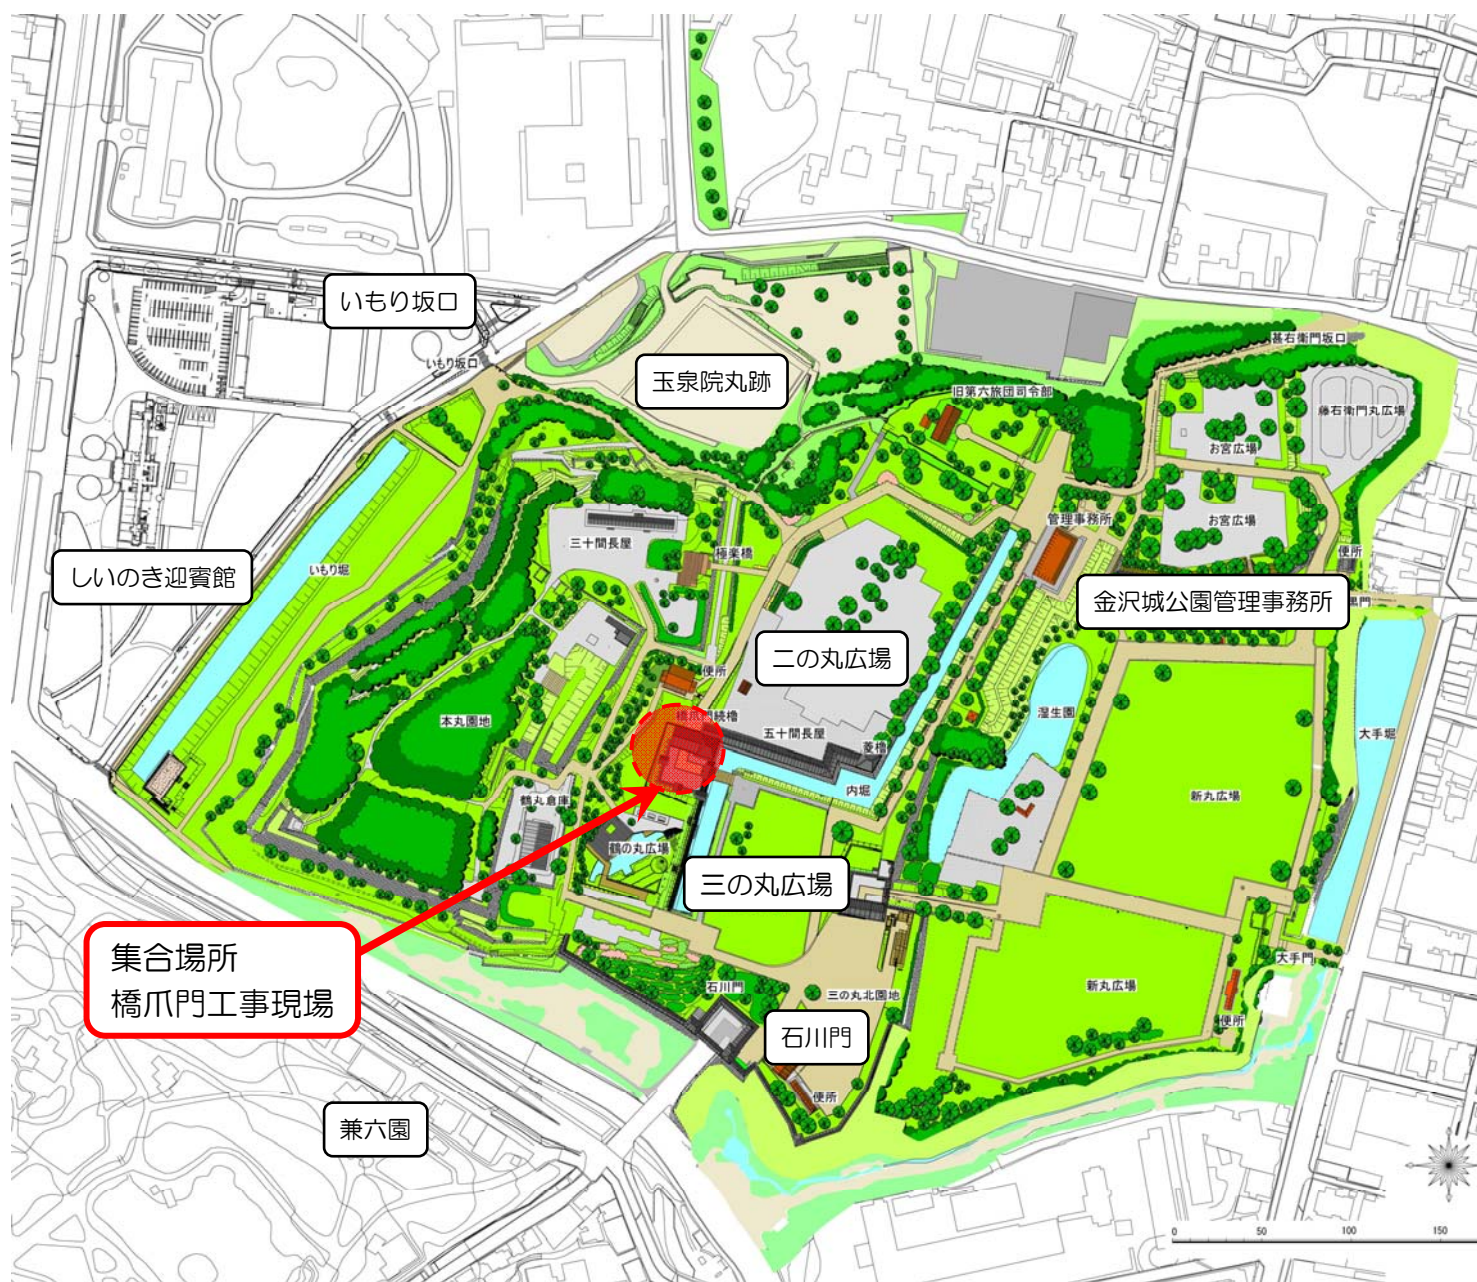 いもり坂口
いもり坂口
玉泉院丸跡
甚右衛門坂口
旧第六旅団司令部
藤右衛門丸広場
お宮広場
お宮広場
管理事務所
三十間長屋
極楽橋
便所
しいのき迎賓館
いもり堀
金沢城公園管理事務所
黒門
二の丸広場
便所
本丸園地
橋爪門続櫓
五十間長屋
菱櫓
湿生園
大手堀
内堀
新丸広場
鶴丸倉庫
鶴の丸広場
三の丸広場
集合場所
橋爪門工事現場
大手門
石川門
三の丸北園地
新丸広場
便所
石川門
便所
兼六園
0 50 100 150